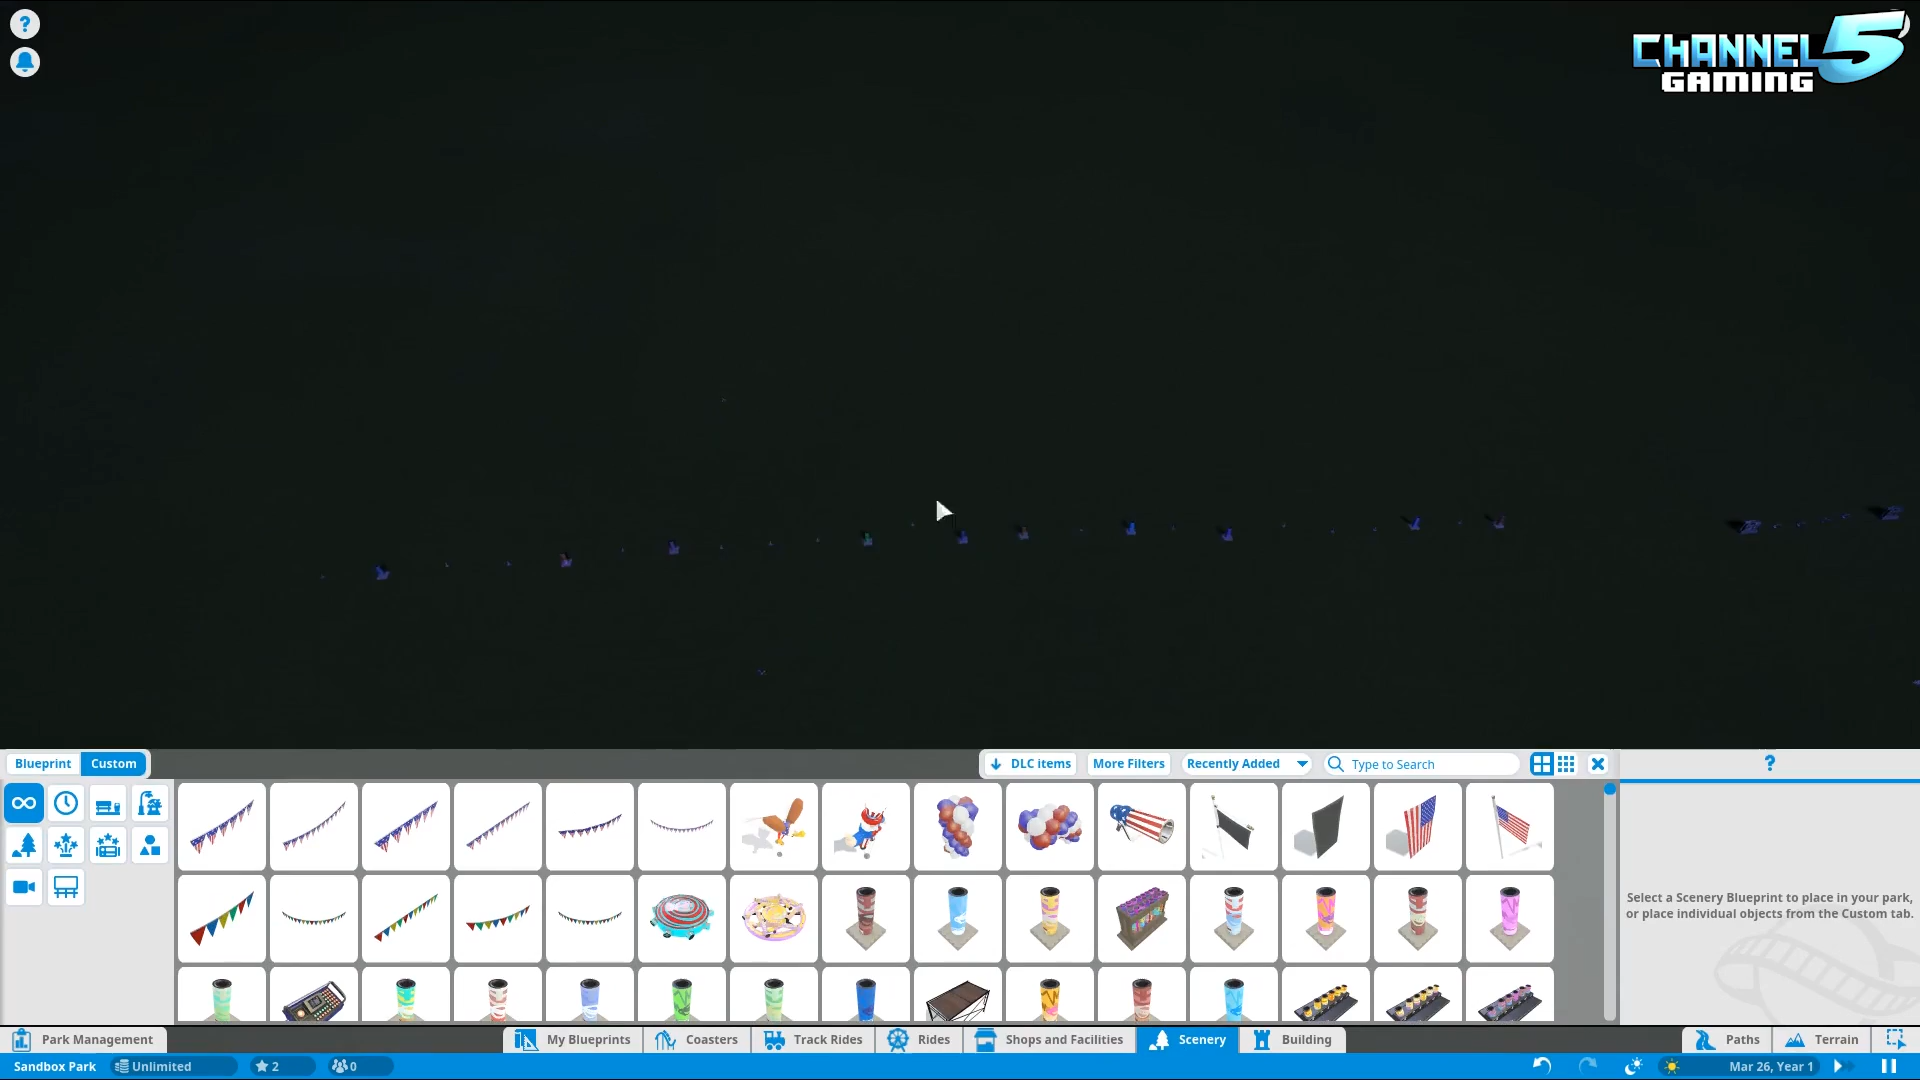 ?
CHANNEL 5
GAMING
Blueprint Custom
DLC items More Filters Recently Added Type to Search ?
Select a Scenery Blueprint to place in your park,
or place individual objects from the Custom tab.
Park Management My Blueprints Coasters Track Rides Rides Shops and Facilities Scenery Building Paths Terrain
Sandbox Park Unlimited 2 0 Mar 26, Year 1